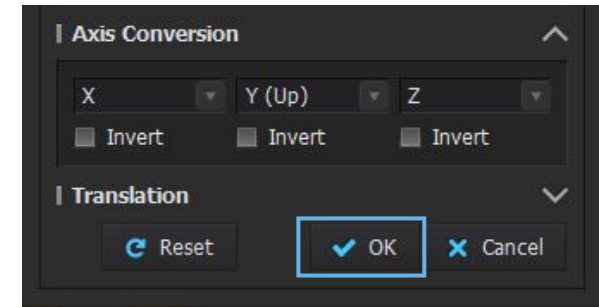 Axis Conversion
X Y (Up) Z
Invert Invert Invert
Translation
Reset OK Cancel